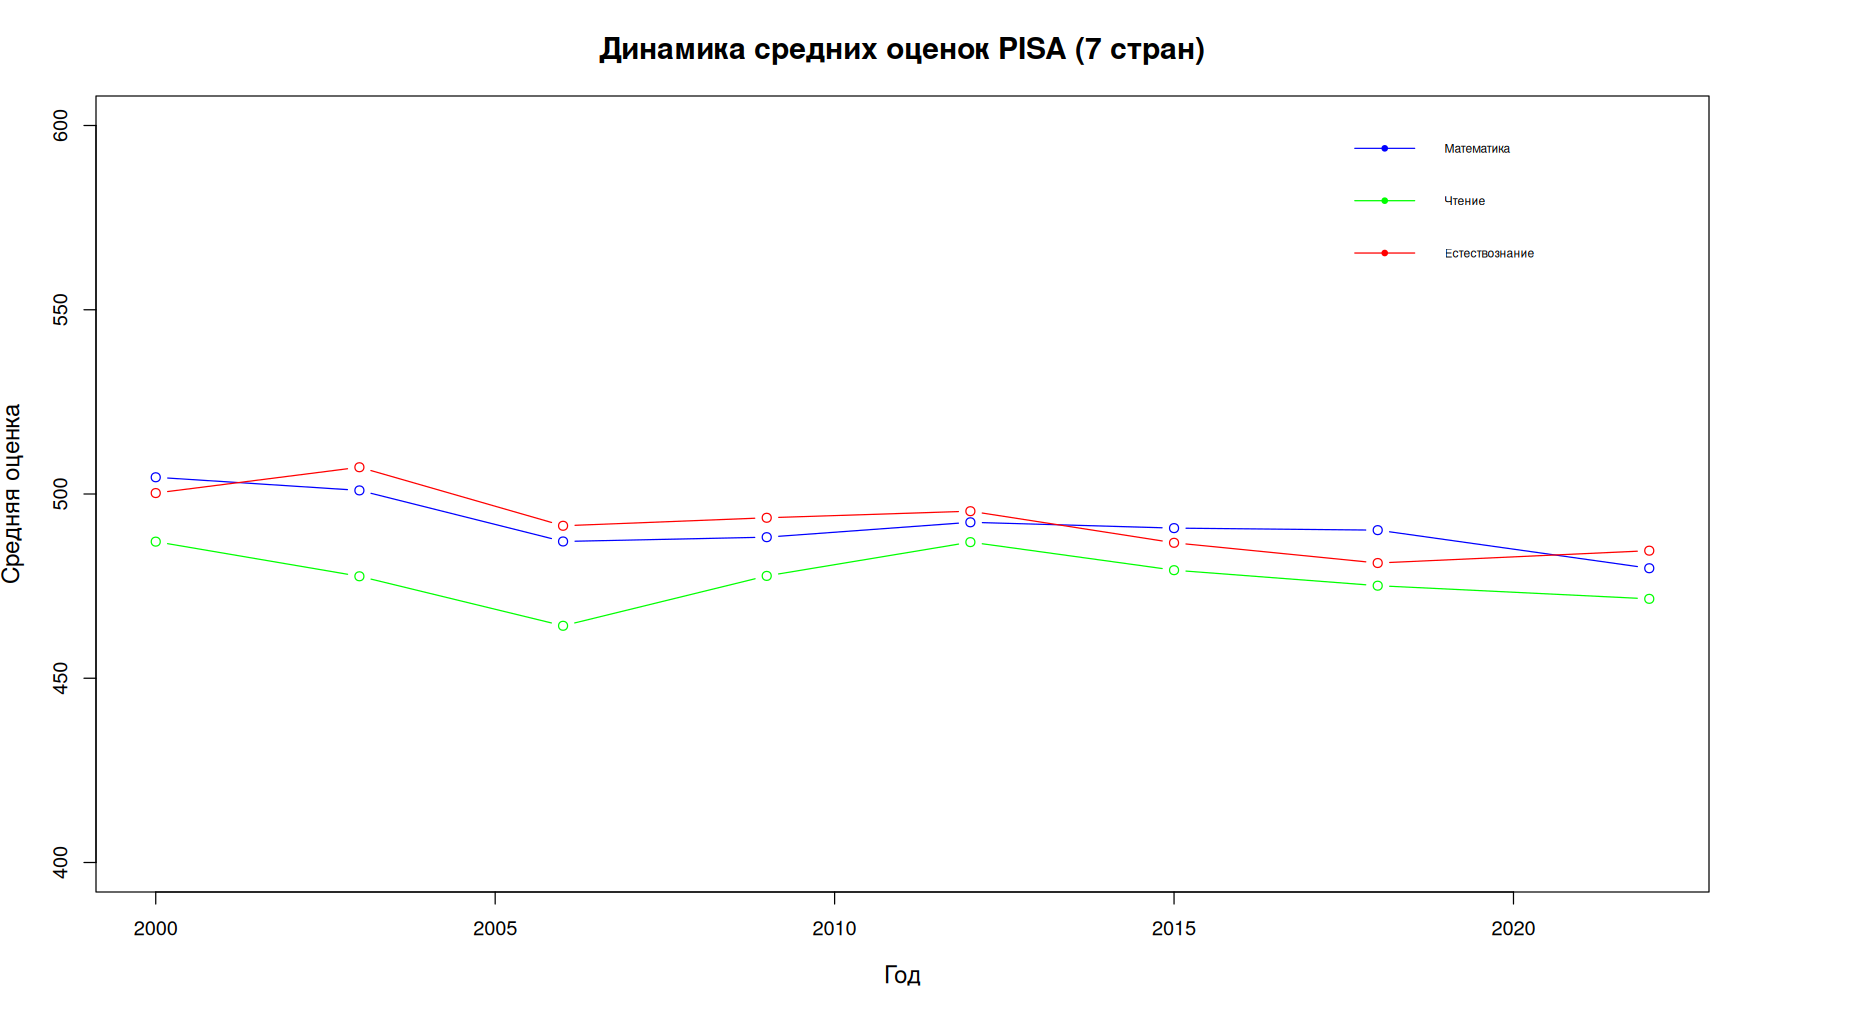 Динамика средних оценок PISA (7 стран)
600
550
500
450
400
Средняя оценка
Математика
Чтение
Естествознание
2000
2005
2010
2015
2020
Год